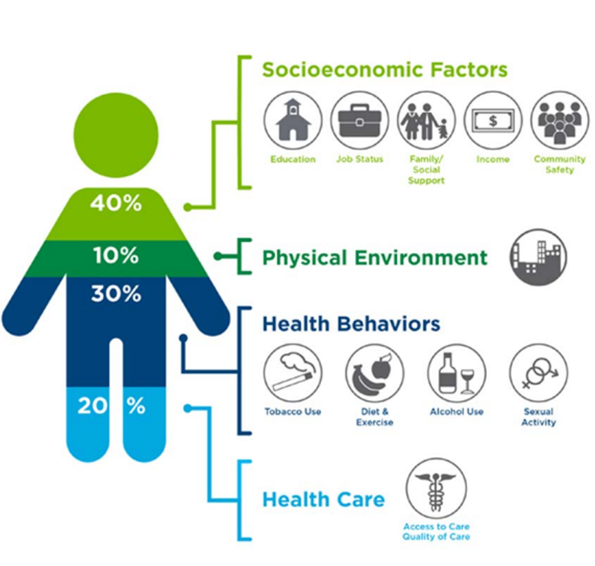 Socioeconomic Factors
Education
Job Status
Family/
Social
Support
Income
$
Community
Safety
40%
10%
Physical Environment
30%
Health Behaviors
Tobacco Use
Diet &
Exercise
Alcohol Use
Sexual
Activity
20 %
Health Care
Access to Care
Quality of Care